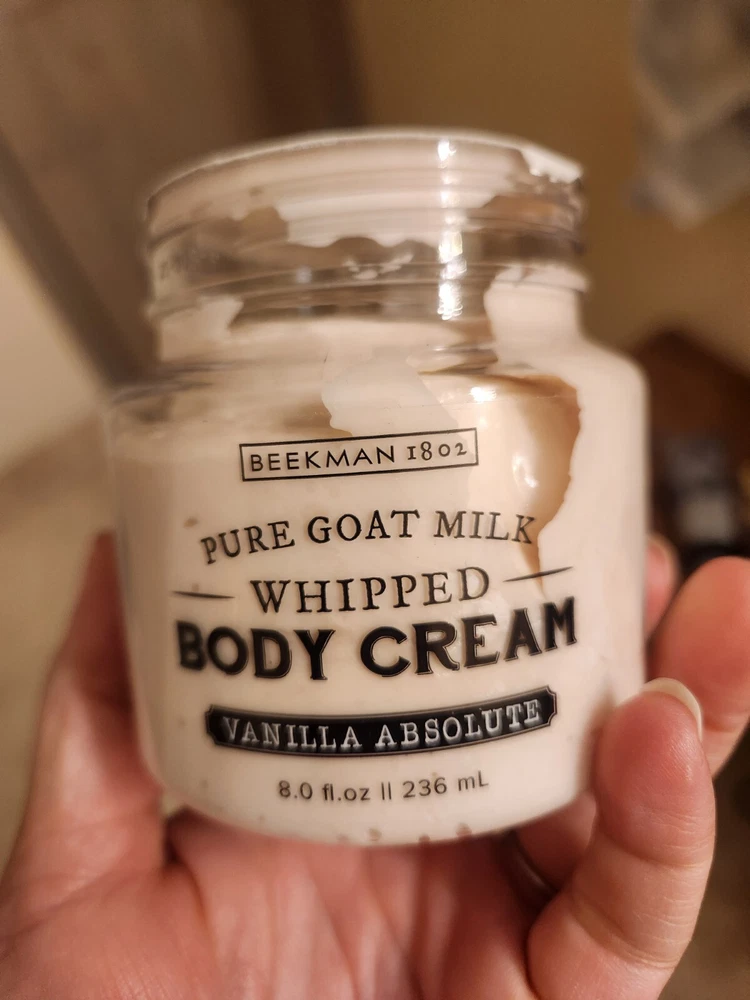 BEEKMAN 1802
PURE GOAT MILK
WHIPPED
BODY CREAM
VANILLA ABSOLUTE
8.0 fl.oz || 236 mL